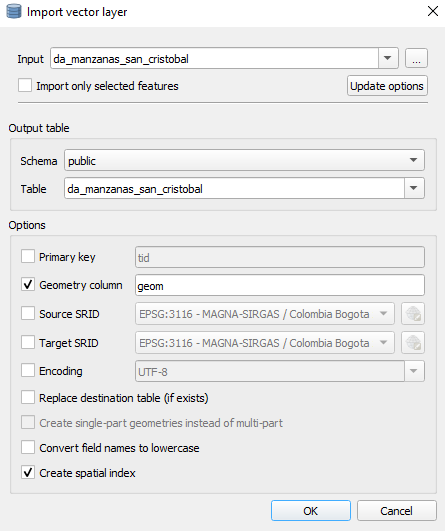 Import vector layer
Input da_manzanas_san_cristobal ...
Import only selected features Update options
Output table
Schema public
Table da_manzanas_san_cristobal
Options
Primary key tid
Geometry column geom
Source SRID EPSG:3116 - MAGNA-SIRGAS / Colombia Bogota
Target SRID EPSG:3116 - MAGNA-SIRGAS / Colombia Bogota
Encoding UTF-8
Replace destination table (if exists)
Create single-part geometries instead of multi-part
Convert field names to lowercase
Create spatial index
OK Cancel